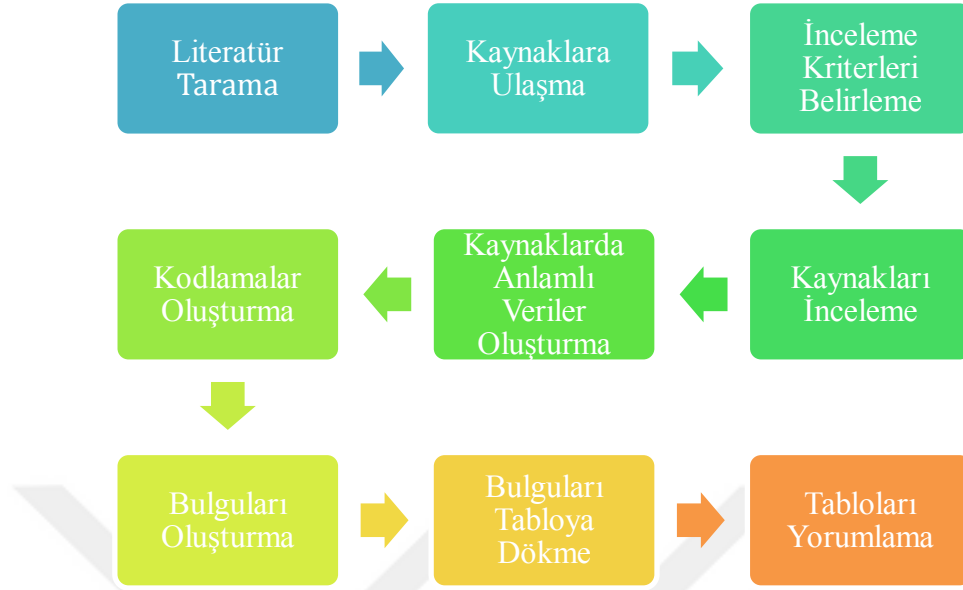 Literatür
Tarama
Kaynaklara
Ulaşma
İnceleme
Kriterleri
Belirleme
Kaynakları
İnceleme
Kaynaklarda
Anlamlı
Veriler
Oluşturma
Kodlamalar
Oluşturma
Bulguları
Oluşturma
Bulguları
Tabloya
Dökme
Tabloları
Yorumlama